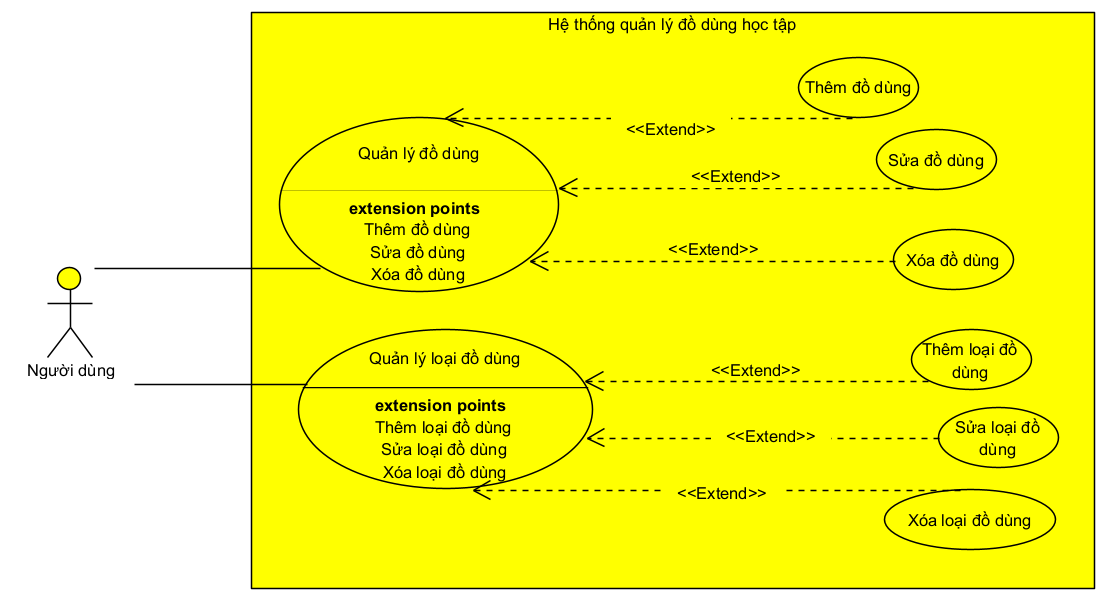 Hệ thống quản lý đồ dùng học tập
Thêm đồ dùng
<<Extend>>
Quản lý đồ dùng
Sửa đồ dùng
<<Extend>>
extension points
Thêm đồ dùng
Sửa đồ dùng
Xóa đồ dùng
<<Extend>>
Xóa đồ dùng
Người dùng
Quản lý loại đồ dùng
Thêm loại đồ
dùng
<<Extend>>
extension points
Thêm loại đồ dùng
Sửa loại đồ dùng
Xóa loại đồ dùng
<<Extend>>
Sửa loại đồ
dùng
<<Extend>>
Xóa loại đồ dùng